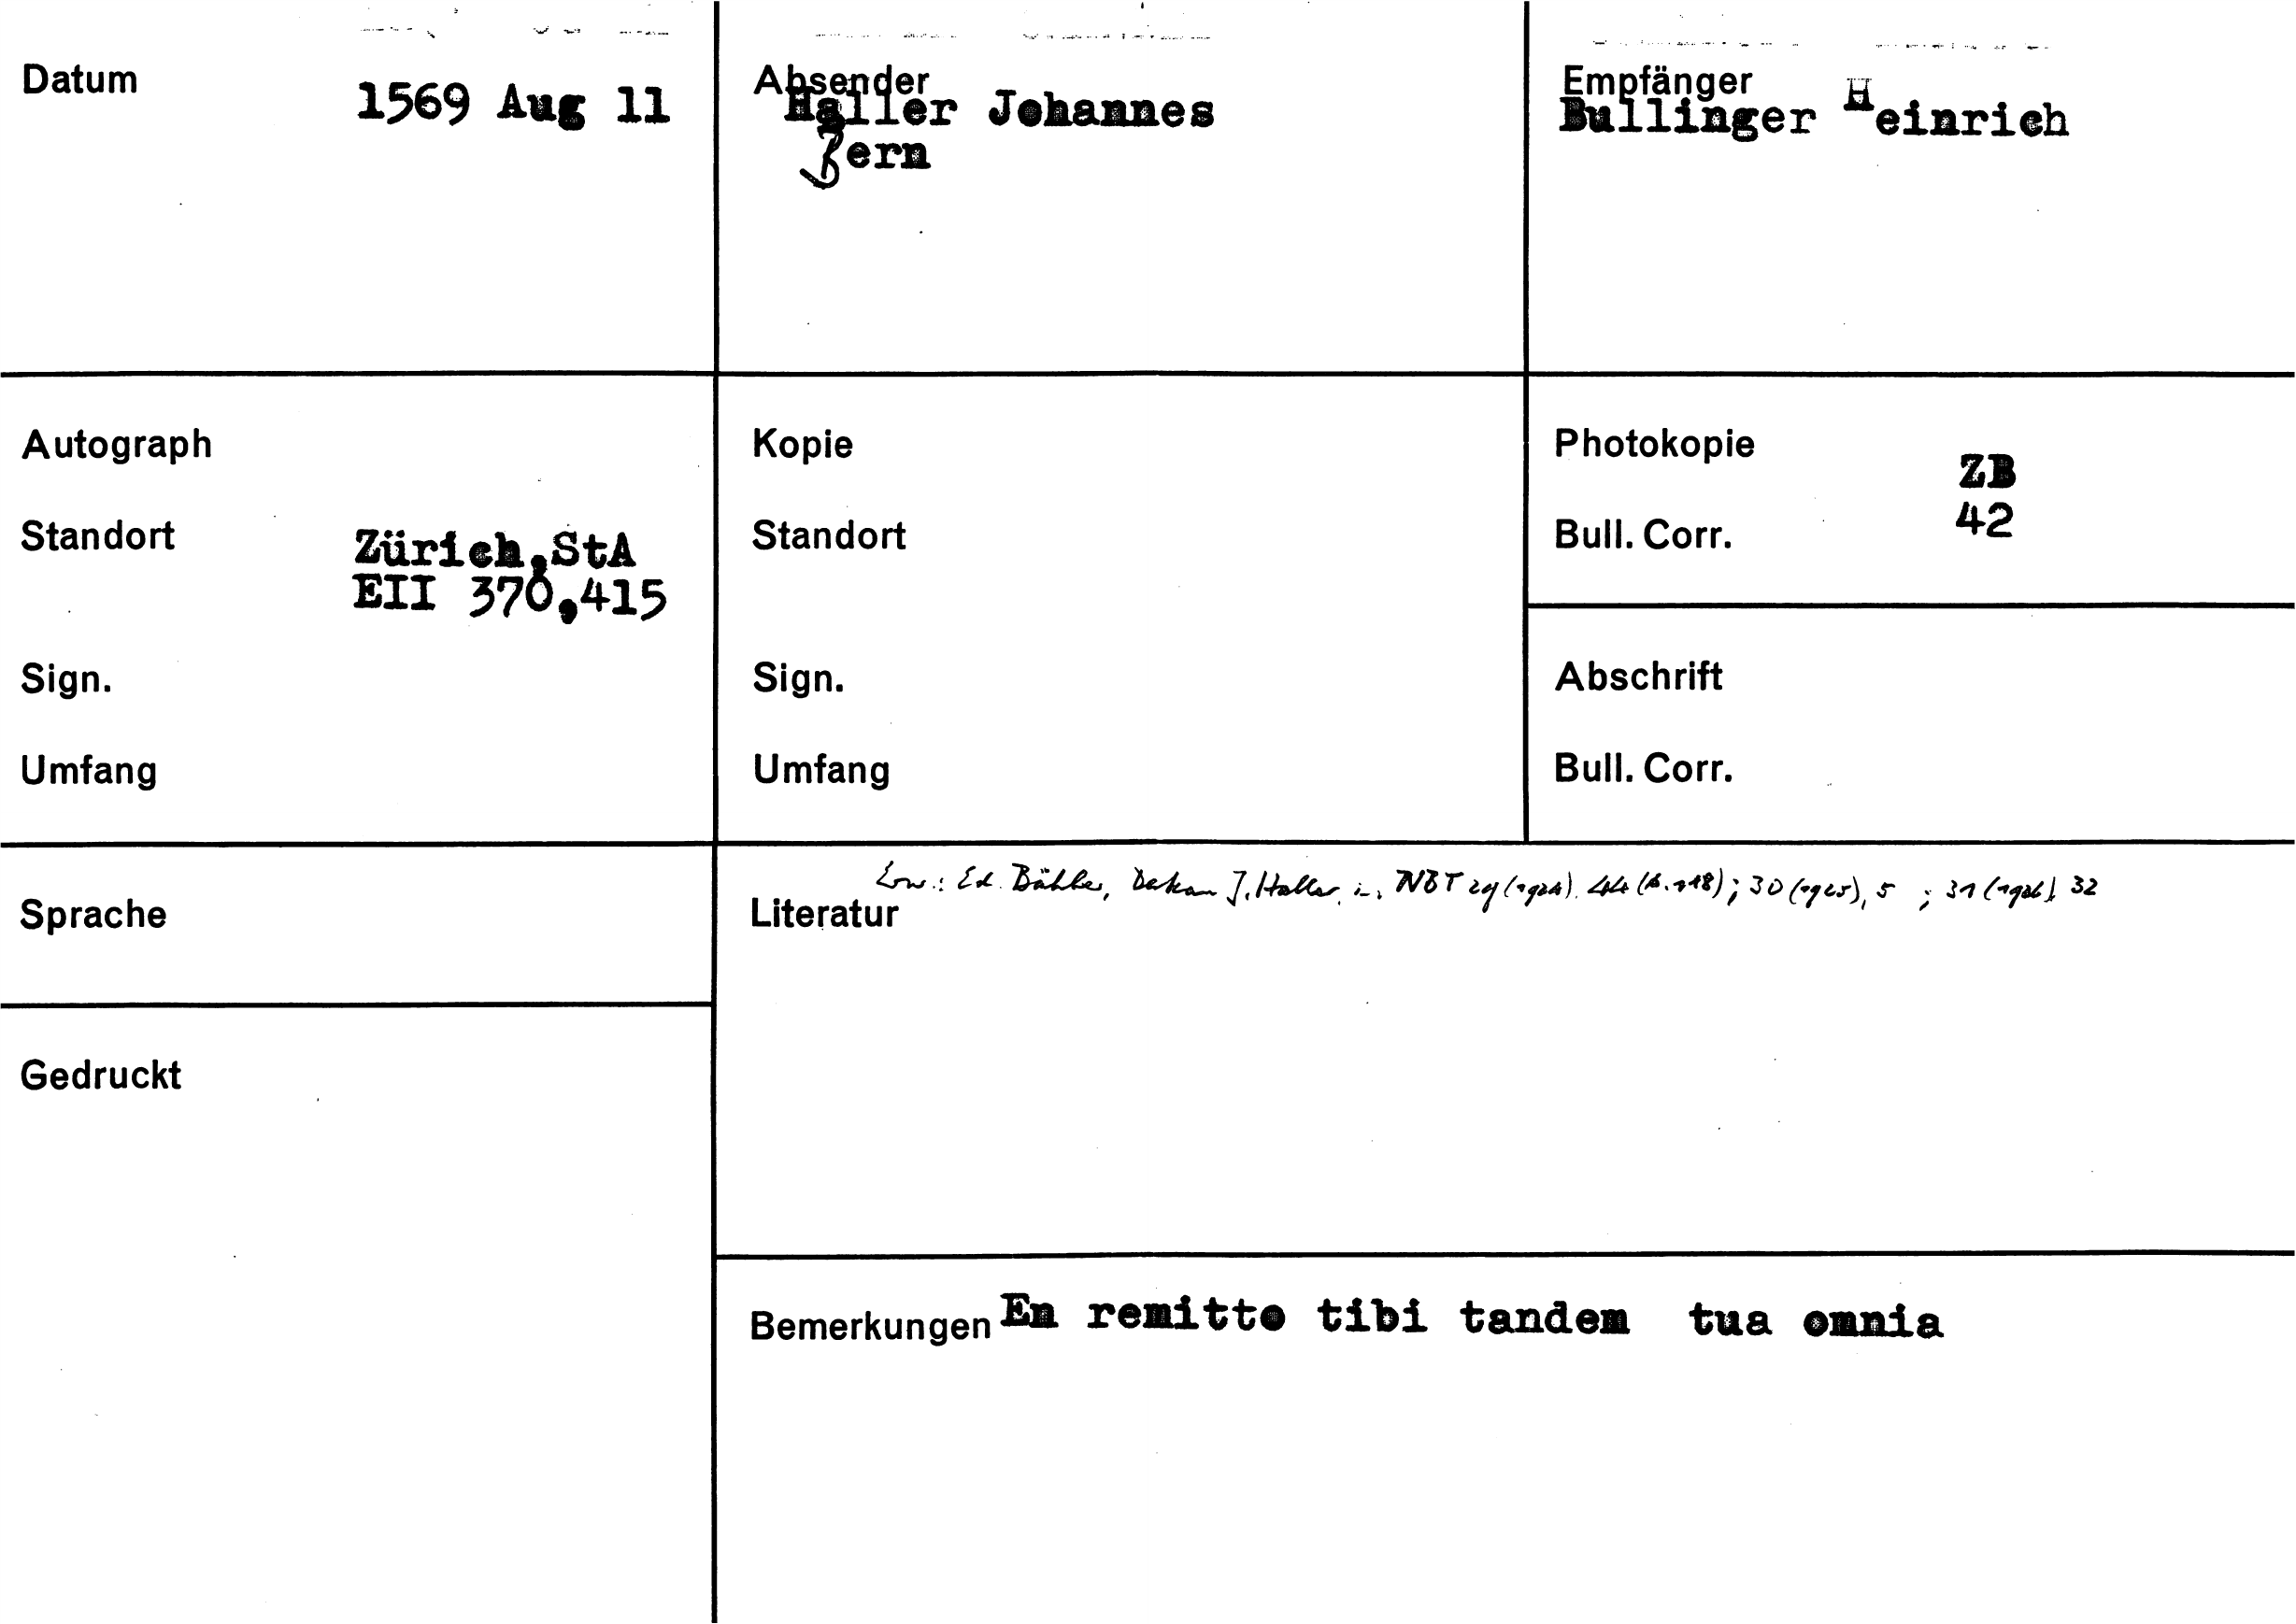 Datum
1569 Aug 11
Absender
Haller Johannes
Bern
Empfänger
Bullinger Heinrich
Autograph
Standort
Zürich,StA
EII 370,415
Sign.
Umfang
Kopie
Standort
Sign.
Umfang
Photokopie
ZB
Bull. Corr.
42
Abschrift
Bull. Corr.
Sprache
Gedruckt
Literatur
Erw.: Ed. Bähler, Dekan J. Haller, in: NBT 29 (1924), ; 30 (1925), 5 ; 31 (1926), 32
Bemerkungen En remitto tibi tandem tua omnia